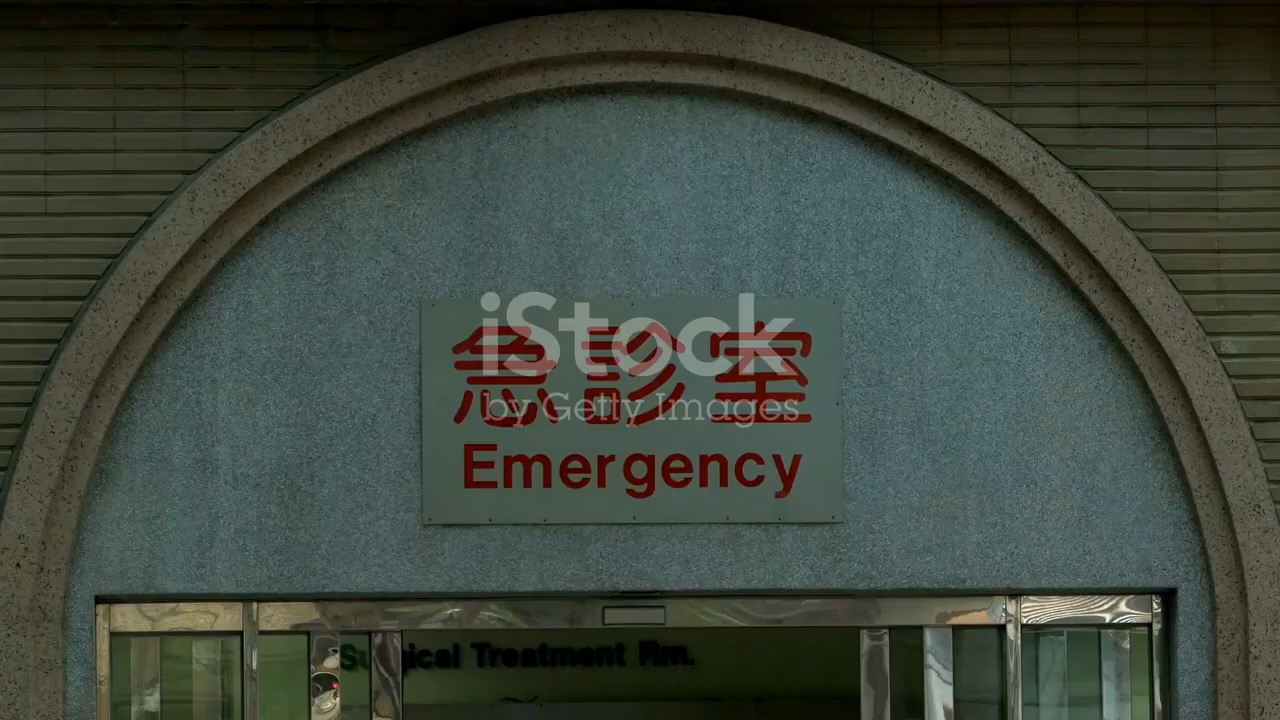 iStock
急診室
by Getty Images
Emergency
Surgical Treatment Rm.